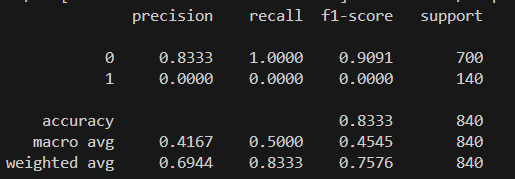 precision recall f1-score support
0 0.8333 1.0000 0.9091 700
1 0.0000 0.0000 0.0000 140
accuracy 0.8333 840
macro avg 0.4167 0.5000 0.4545 840
weighted avg 0.6944 0.8333 0.7576 840